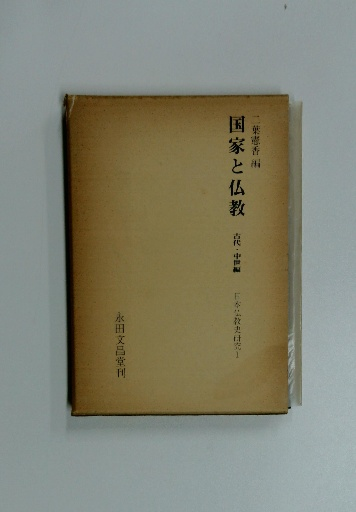 二葉憲香編
国家と仏教
古代・中世編
日本仏教史研究1
永田文昌堂刊